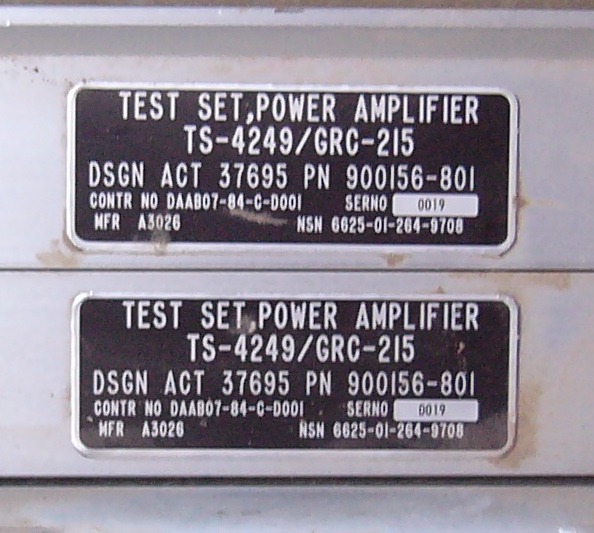 TEST SET, POWER AMPLIFIER
TS-4249/GRC-215
DSGN ACT 37695 PN 900156-801
CONTR NO DAAB07-84-C-D001 SERNO 0019
MFR A3026 NSN 6625-01-264-9708
TEST SET, POWER AMPLIFIER
TS-4249/GRC-215
DSGN ACT 37695 PN 900156-801
CONTR NO DAAB07-84-C-D001 SERNO 0019
MFR A3026 NSN 6625-01-264-9708